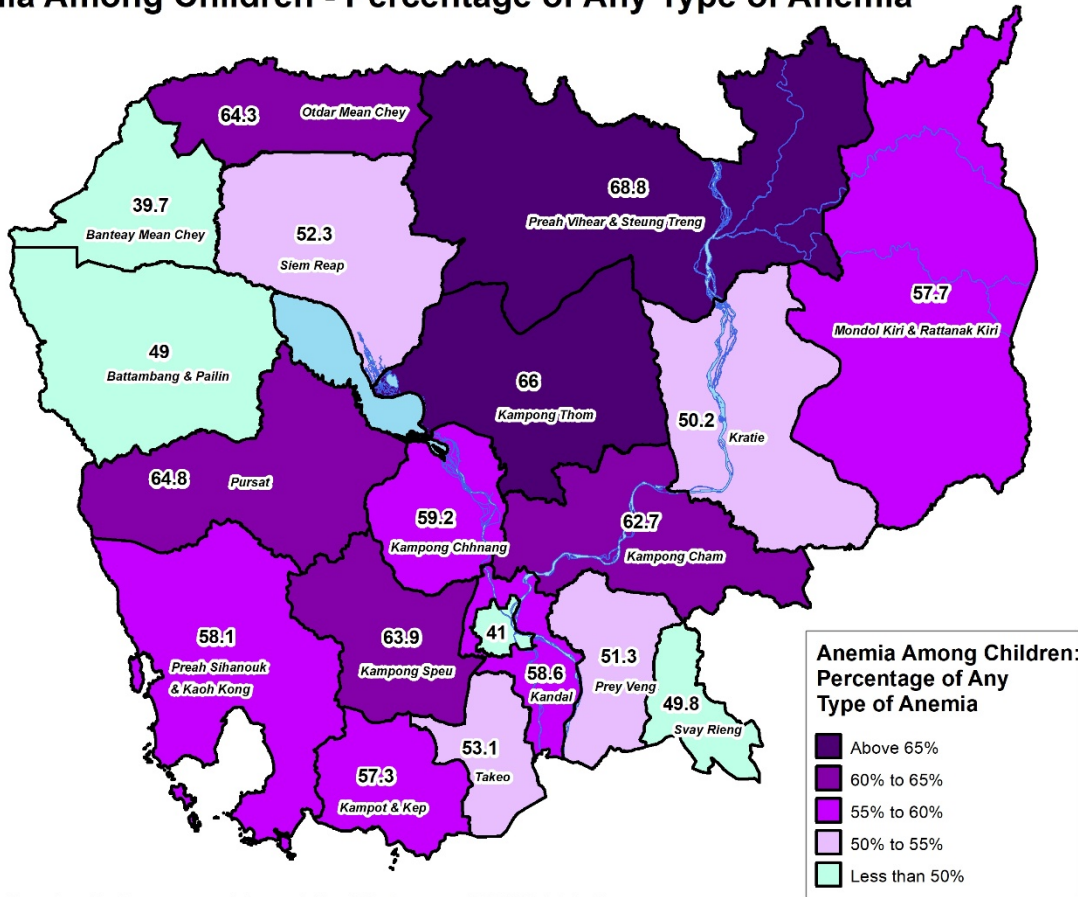 ia Among Children - Percentage of Any Type of Anemia
64.3
Otdar Mean Chey
39.7
Banteay Mean Chey
52.3
Siem Reap
68.8
Preah Vihear & Steung Treng
57.7
Mondol Kiri & Rattanak Kiri
49
Battambang & Pailin
66
Kampong Thom
50.2
Kratie
64.8
Pursat
59.2
Kampong Chhnang
62.7
Kampong Cham
58.1
Preah Sihanouk
& Kaoh Kong
63.9
Kampong Speu
41
58.6
Kandal
51.3
Prey Veng
49.8
Svay Rieng
53.1
Takeo
57.3
Kampot & Kep
Anemia Among Children:
Percentage of Any
Type of Anemia
Above 65%
60% to 65%
55% to 60%
50% to 55%
Less than 50%